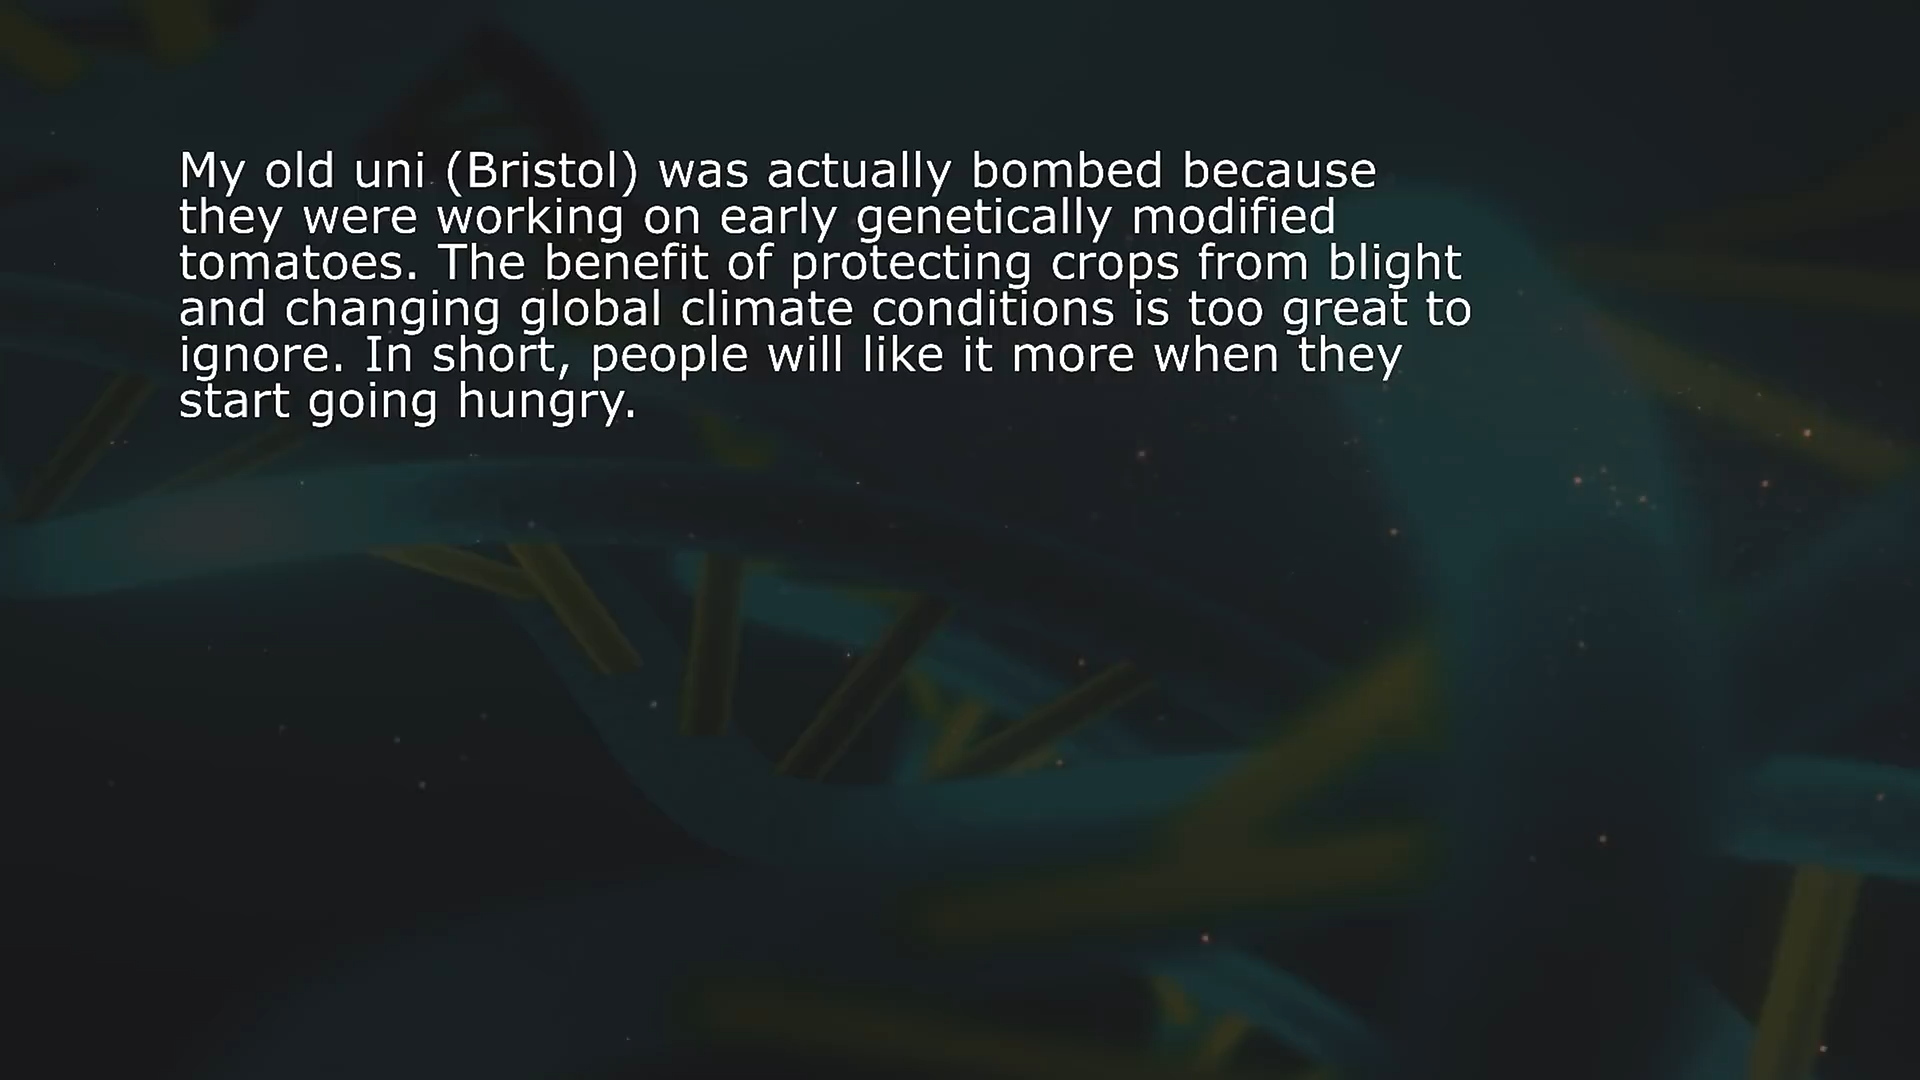 My old uni (Bristol) was actually bombed because
they were working on early genetically modified
tomatoes. The benefit of protecting crops from blight
and changing global climate conditions is too great to
ignore. In short, people will like it more when they
start going hungry.